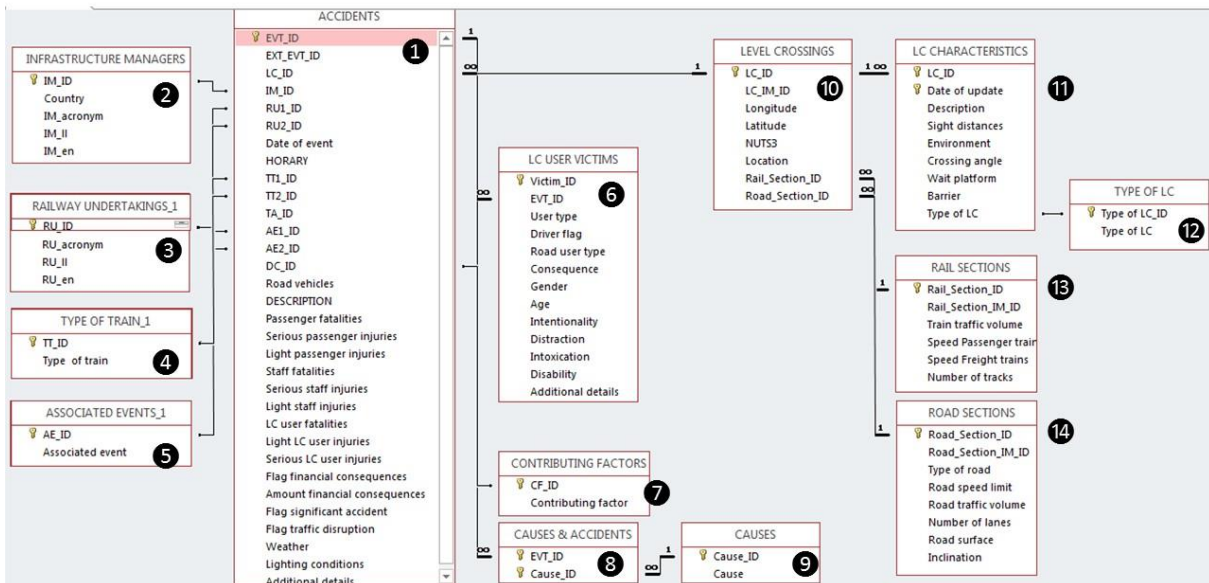 ACCIDENTS
EVT_ID
EXT_EVT_ID
LC_ID
IM_ID
RU1_ID
RU2_ID
Date of event
HORARY
TT1_ID
TT2_ID
TA_ID
AE1_ID
AE2_ID
DC_ID
Road vehicles
DESCRIPTION
Passenger fatalities
Serious passenger injuries
Light passenger injuries
Staff fatalities
Serious staff injuries
Light staff injuries
LC user fatalities
Light LC user injuries
Serious LC user injuries
Flag financial consequences
Amount financial consequences
Flag significant accident
Flag traffic disruption
Weather
Lighting conditions
Additional details
1
INFRASTRUCTURE MANAGERS
IM_ID
Country
IM_acronym
IM_ll
IM_en
2
RAILWAY UNDERTAKINGS_1
RU_ID
RU_acronym
RU_ll
RU_en
3
TYPE OF TRAIN_1
TT_ID
Type of train
4
ASSOCIATED EVENTS_1
AE_ID
Associated event
5
1
∞
∞
∞
1
LC USER VICTIMS
Victim_ID
EVT_ID
User type
Driver flag
Road user type
Consequence
Gender
Age
Intentionality
Distraction
Intoxication
Disability
Additional details
6
CONTRIBUTING FACTORS
CF_ID
Contributing factor
7
CAUSES & ACCIDENTS
EVT_ID
Cause_ID
8
∞
1
CAUSES
Cause_ID
Cause
9
LEVEL CROSSINGS
LC_ID
LC_IM_ID
Longitude
Latitude
NUTS3
Location
Rail_Section_ID
Road_Section_ID
10
1 ∞
∞
∞
1
1
LC CHARACTERISTICS
LC_ID
Date of update
Description
Sight distances
Environment
Crossing angle
Wait platform
Barrier
Type of LC
11
TYPE OF LC
Type of LC_ID
Type of LC
12
RAIL SECTIONS
Rail_Section_ID
Rail_Section_IM_ID
Train traffic volume
Speed Passenger train
Speed Freight trains
Number of tracks
13
ROAD SECTIONS
Road_Section_ID
Road_Section_IM_ID
Type of road
Road speed limit
Road traffic volume
Number of lanes
Road surface
Inclination
14